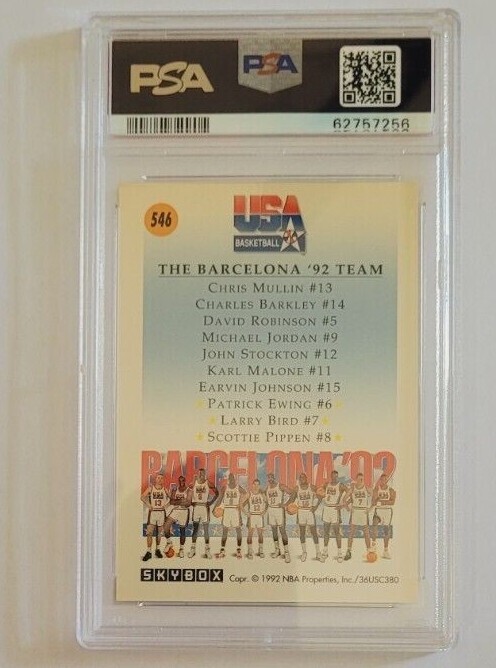 PSA
PSA
62757256
546
USA
BASKETBALL
THE BARCELONA '92 TEAM
CHRIS MULLIN #13
CHARLES BARKLEY #14
DAVID ROBINSON #5
MICHAEL JORDAN #9
JOHN STOCKTON #12
KARL MALONE #11
EARVIN JOHNSON #15
PATRICK EWING #6
LARRY BIRD #7
SCOTTIE PIPPEN #8
BARCELONA '92
SKYBOX Copr. © 1992 NBA Properties, Inc./36USC380